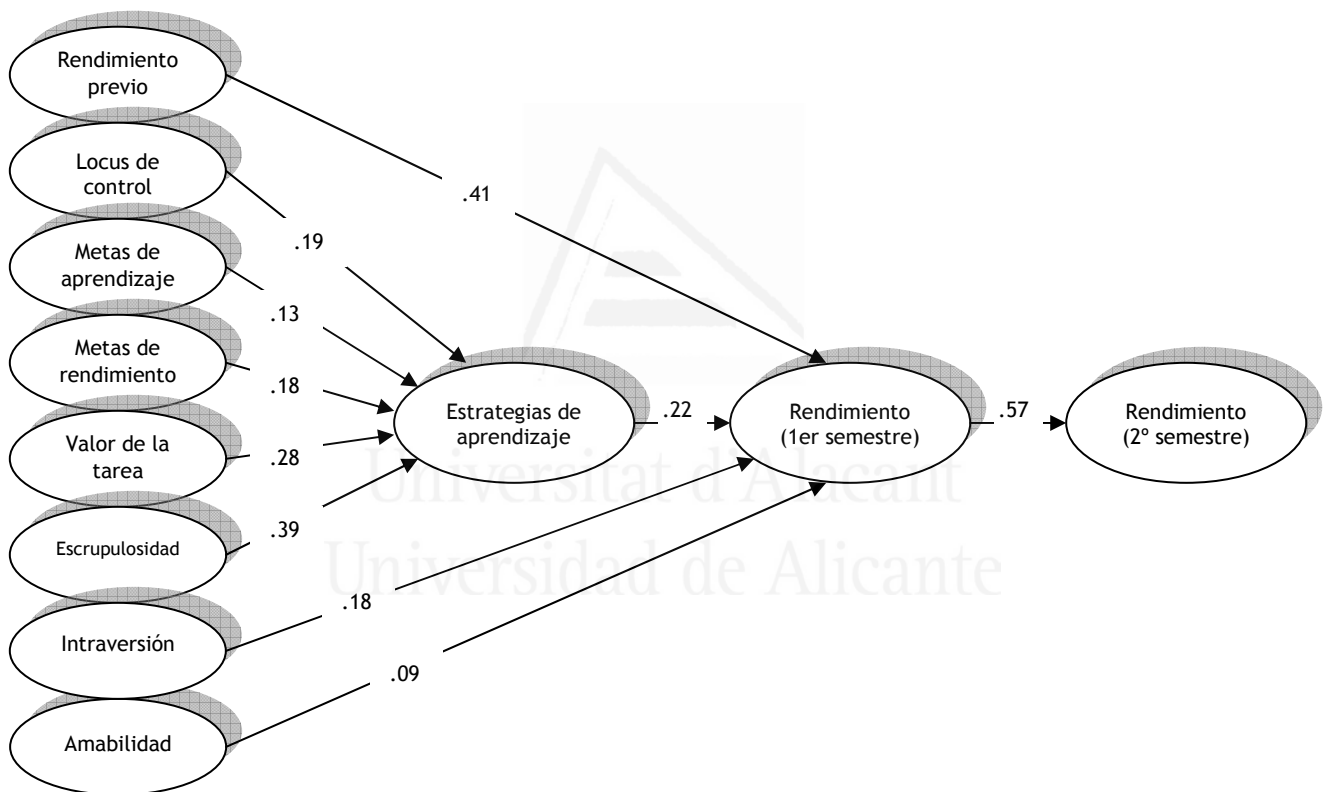 Rendimiento
previo
Locus de
control
.41
.19
Metas de
aprendizaje
.13
Metas de
rendimiento
.18
Valor de la
tarea
.28
Estrategias de
aprendizaje
.22
Rendimiento
(1er semestre)
.57
Rendimiento
(2º semestre)
Escrupulosidad
.39
Intraversión
.18
Amabilidad
.09
Universitat d'Alacant
Universidad de Alicante